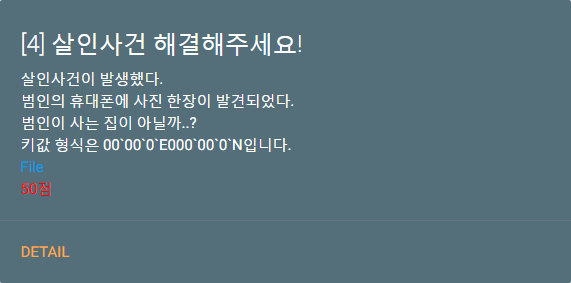 [4] 살인사건 해결해주세요!
살인사건이 발생했다.
범인의 휴대폰에 사진 한장이 발견되었다.
범인이 사는 집이 아닐까..?
키값 형식은 00`00`0`E000`00`0`N입니다.
File
50점
DETAIL